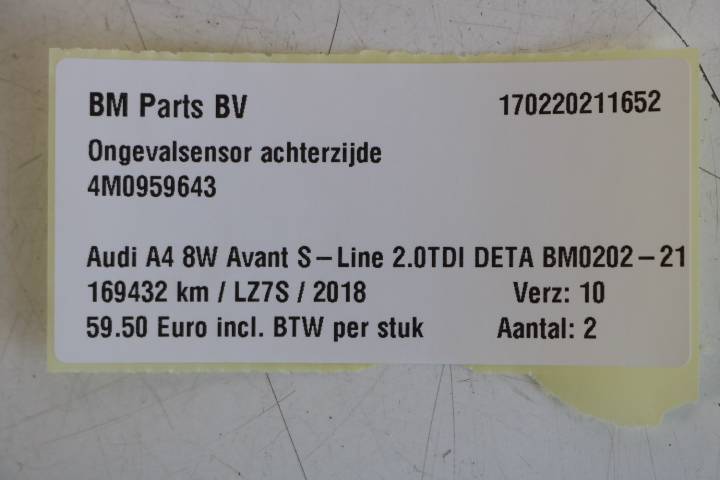 BM Parts BV 170220211652
Ongevalsensor achterzijde
4M0959643
Audi A4 8W Avant S-Line 2.0TDI DETA BM0202-21
169432 km / LZ7S / 2018 Verz: 10
59.50 Euro incl. BTW per stuk Aantal: 2